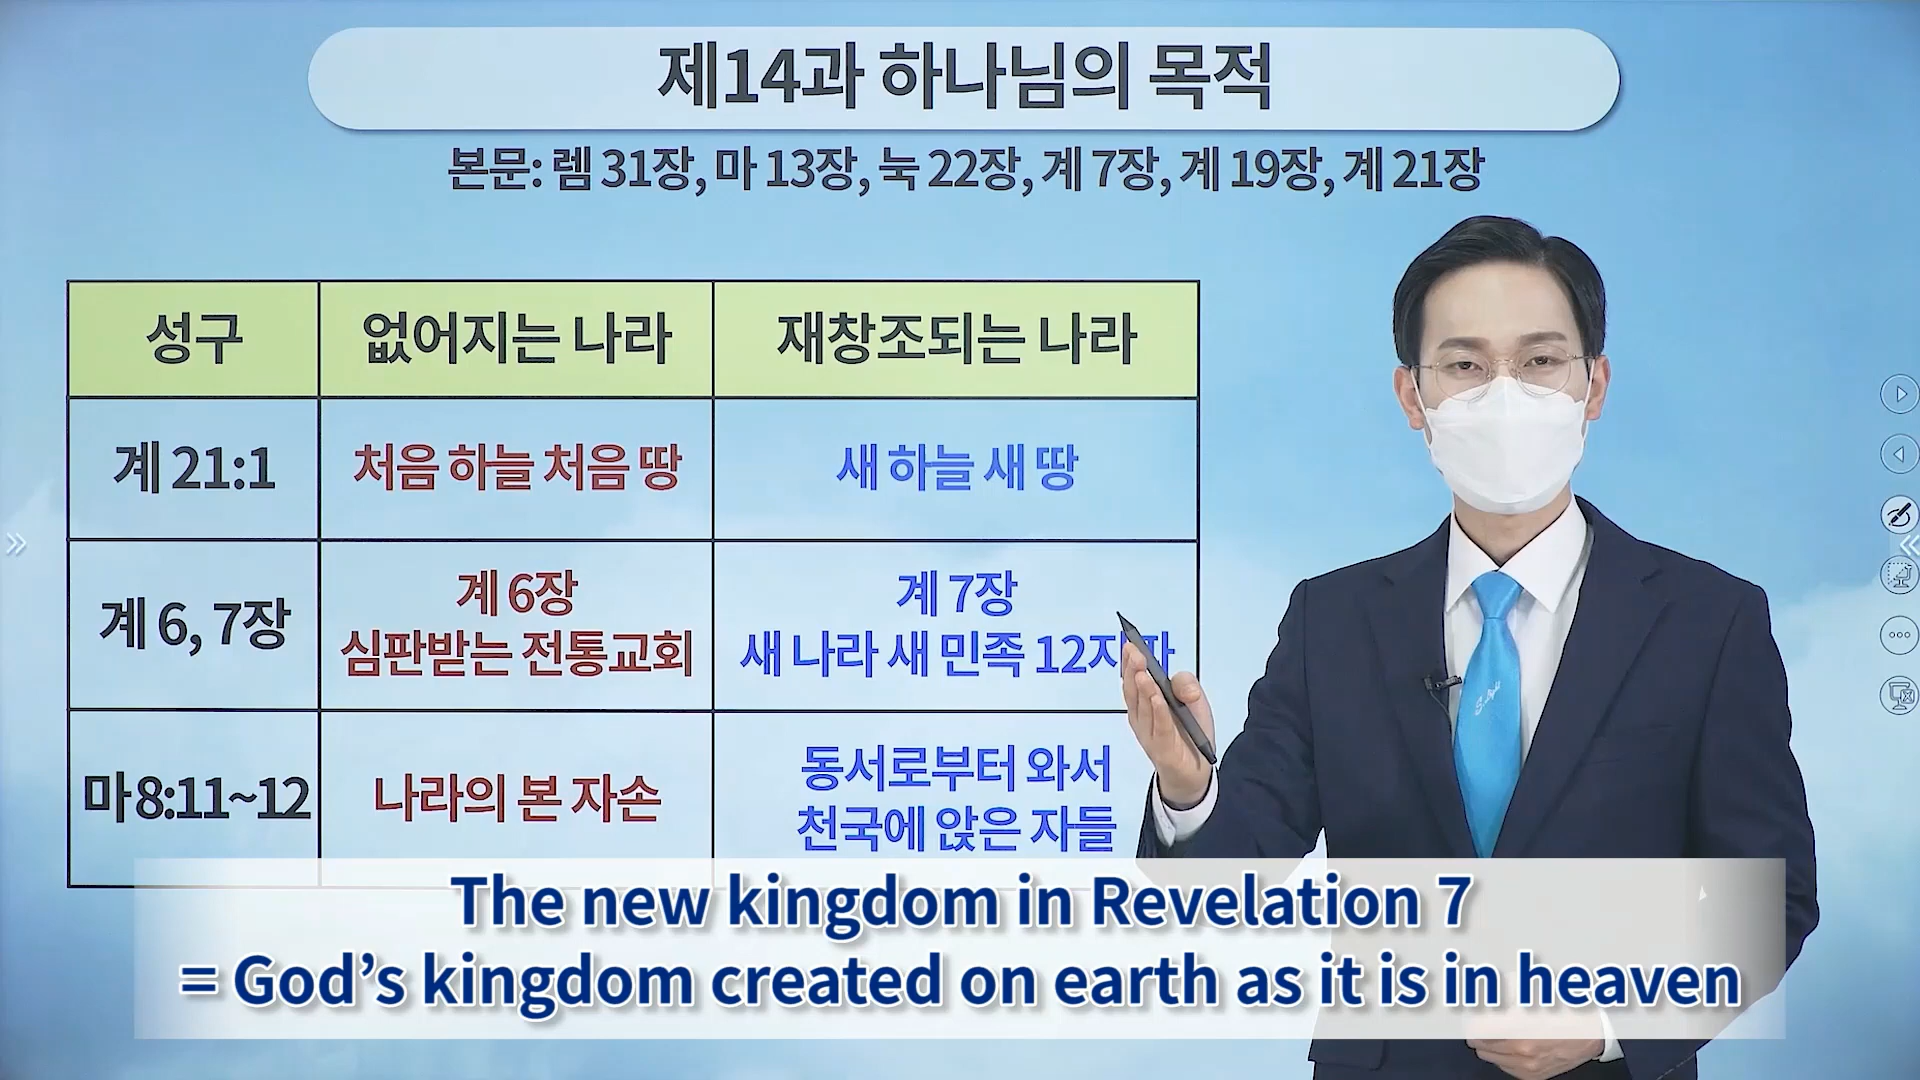 제14과 하나님의 목적
본문: 렘 31장, 마 13장, 눅 22장, 계 7장, 계 19장, 계 21장
성구 없어지는 나라 재창조되는 나라
계 21:1 처음 하늘 처음 땅 새 하늘 새 땅
계 6, 7장
계 6장
심판받는 전통교회
계 7장
새 나라 새 민족
마 8:11~12 나라의 본 자손
동서로부터 와서
천국에 앉은 자들
The new kingdom in Revelation 7
= God's kingdom created on earth as it is in heaven